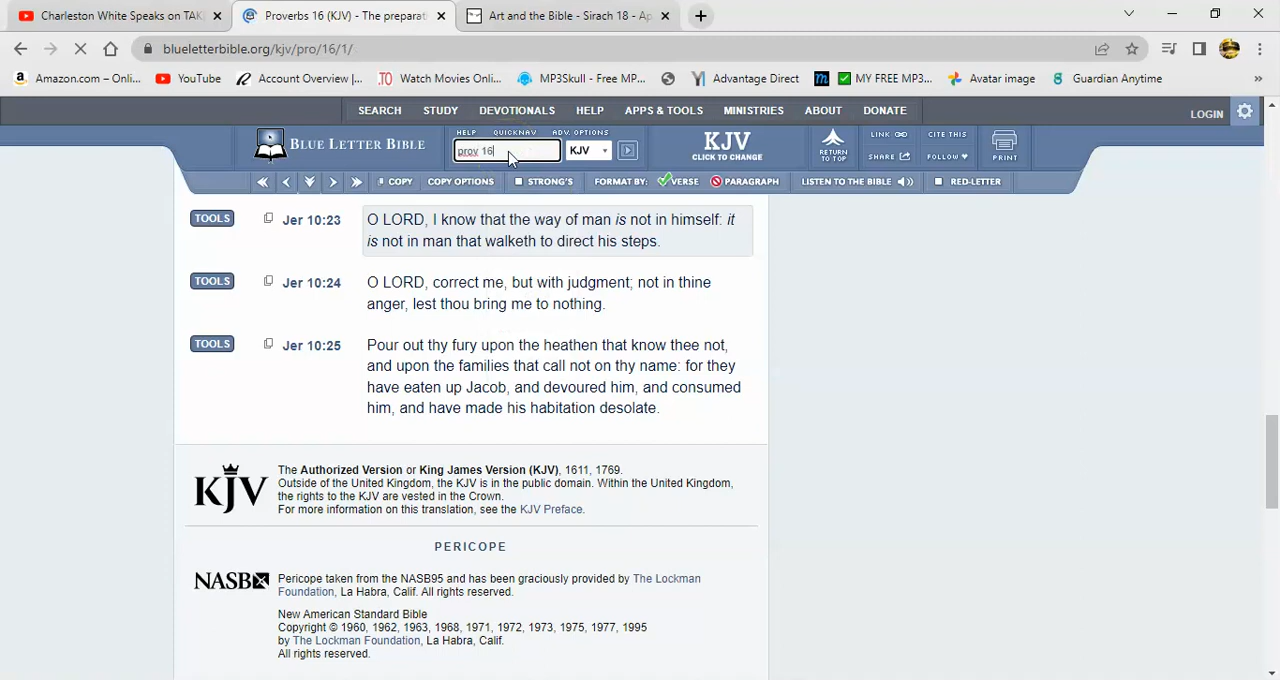 Charleston White Speaks on TAK
Proverbs 16 (KJV) - The preparat
Art and the Bible - Sirach 18 - Ap
blueletterbible.org/kjv/pro/16/1/
Amazon.com – Onli...
YouTube
Account Overview |...
Watch Movies Onlin...
MP3Skull - Free MP...
Advantage Direct
MY FREE MP3...
Avatar image
Guardian Anytime
»
SEARCH
STUDY
DEVOTIONALS
HELP
APPS & TOOLS
MINISTRIES
ABOUT
DONATE
LOGIN
BLUE LETTER BIBLE
HELP
QUICKNAV
ADV. OPTIONS
prov 16
KJV
KJV
CLICK TO CHANGE
RETURN
TO TOP
LINK
CITE THIS
SHARE
FOLLOW
PRINT
COPY
COPY OPTIONS
STRONG'S
FORMAT BY:
VERSE
PARAGRAPH
LISTEN TO THE BIBLE
RED-LETTER
TOOLS
Jer 10:23
O LORD, I know that the way of man is not in himself: it
is not in man that walketh to direct his steps.
TOOLS
Jer 10:24
O LORD, correct me, but with judgment; not in thine
anger, lest thou bring me to nothing.
TOOLS
Jer 10:25
Pour out thy fury upon the heathen that know thee not,
and upon the families that call not on thy name: for they
have eaten up Jacob, and devoured him, and consumed
him, and have made his habitation desolate.
KJV
The Authorized Version or King James Version (KJV), 1611, 1769.
Outside of the United Kingdom, the KJV is in the public domain. Within the United Kingdom,
the rights to the KJV are vested in the Crown.
For more information on this translation, see the KJV Preface.
PERICOPE
NASB
Pericope taken from the NASB95 and has been graciously provided by The Lockman
Foundation, La Habra, Calif. All rights reserved.
New American Standard Bible
Copyright © 1960, 1962, 1963, 1968, 1971, 1972, 1973, 1975, 1977, 1995
by The Lockman Foundation, La Habra, Calif.
All rights reserved.